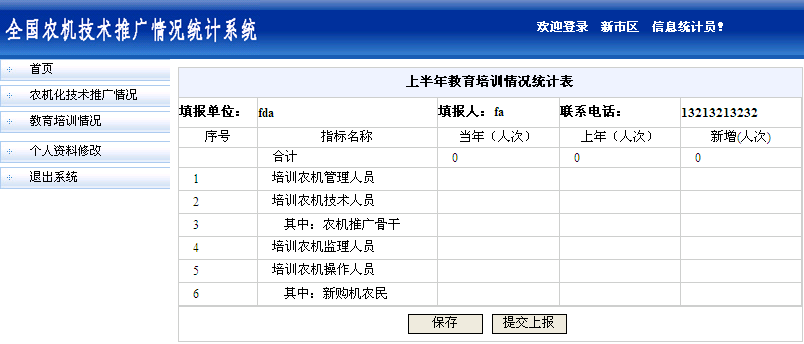 全国农机技术推广情况统计系统
欢迎登录 新市区 信息统计员！
首页
农机化技术推广情况
教育培训情况
个人资料修改
退出系统
上半年教育培训情况统计表
填报单位： fda 填报人：fa 联系电话： 13213213232
序号 指标名称 当年（人次） 上年（人次） 新增(人次)
合计 0 0 0
1 培训农机管理人员
2 培训农机技术人员
3 其中：农机推广骨干
4 培训农机监理人员
5 培训农机操作人员
6 其中：新购机农民
保存 提交上报